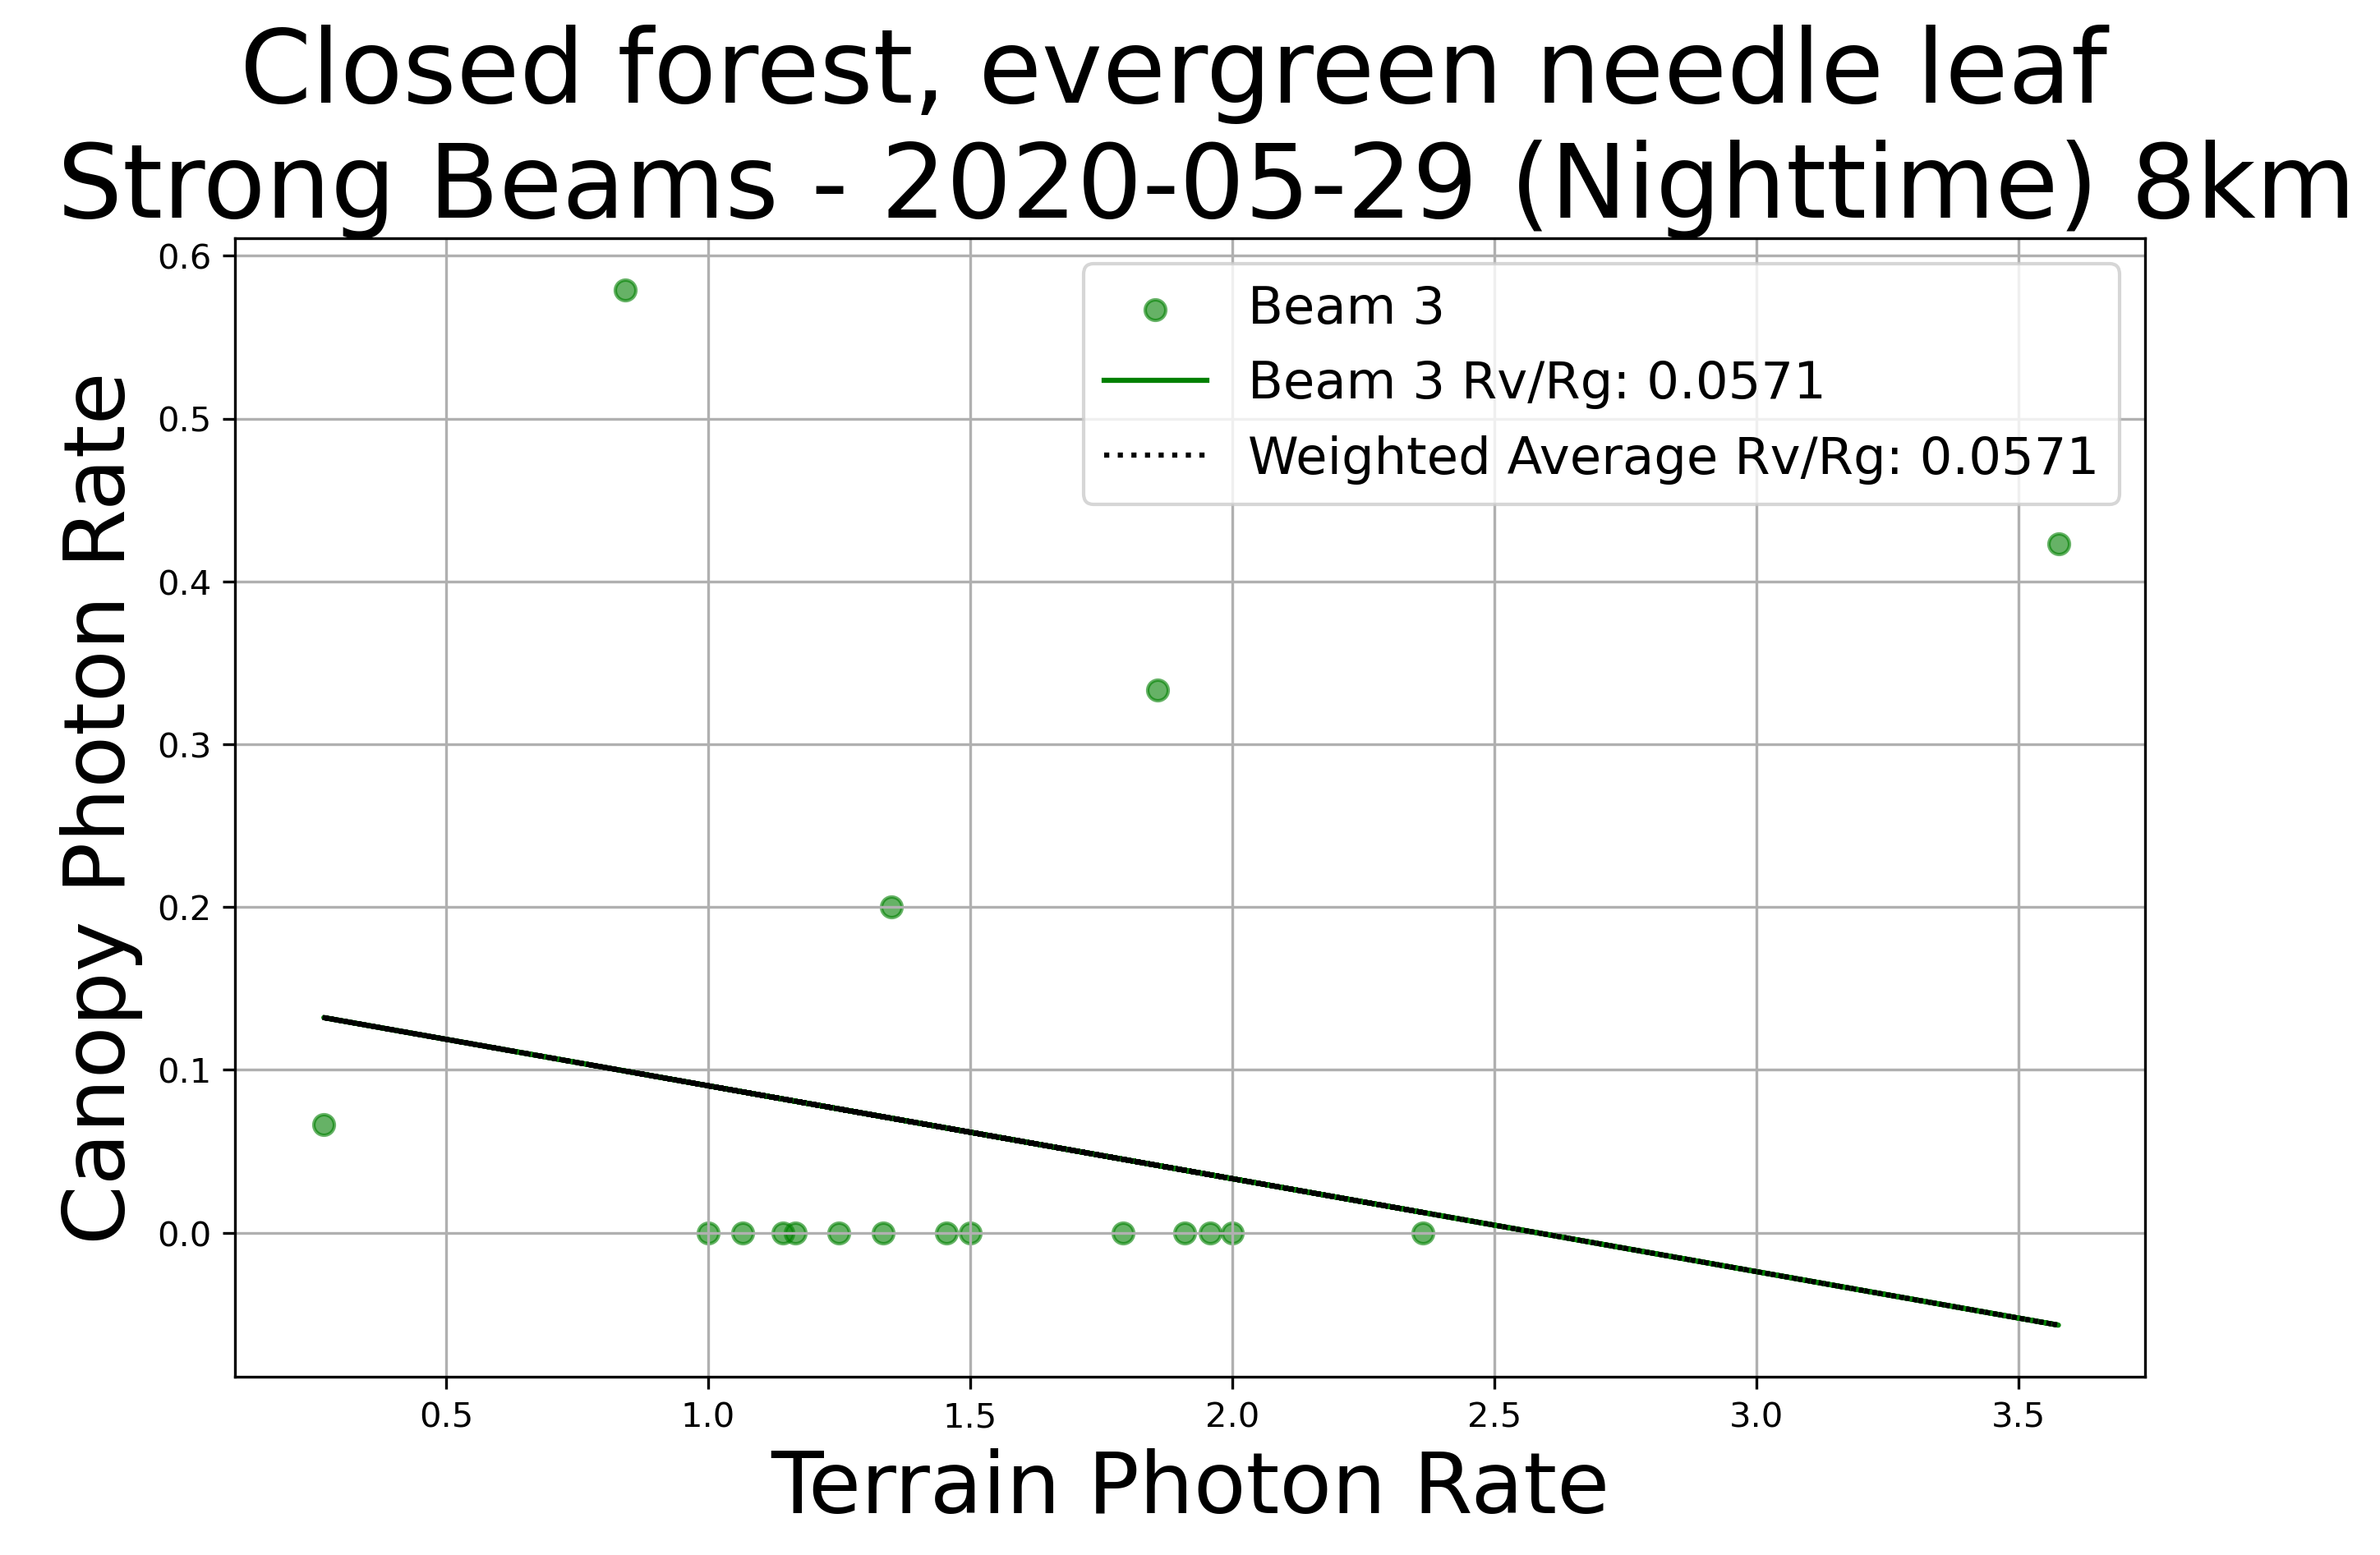 Closed forest, evergreen needle leaf
Strong Beams - 2020-05-29 (Nighttime) 8km
Beam 3
Beam 3 Rv/Rg: 0.0571
Weighted Average Rv/Rg: 0.0571
Canopy Photon Rate
0.6
0.5
0.4
0.3
0.2
0.1
0.0
0.5
1.0
1.5
2.0
2.5
3.0
3.5
Terrain Photon Rate